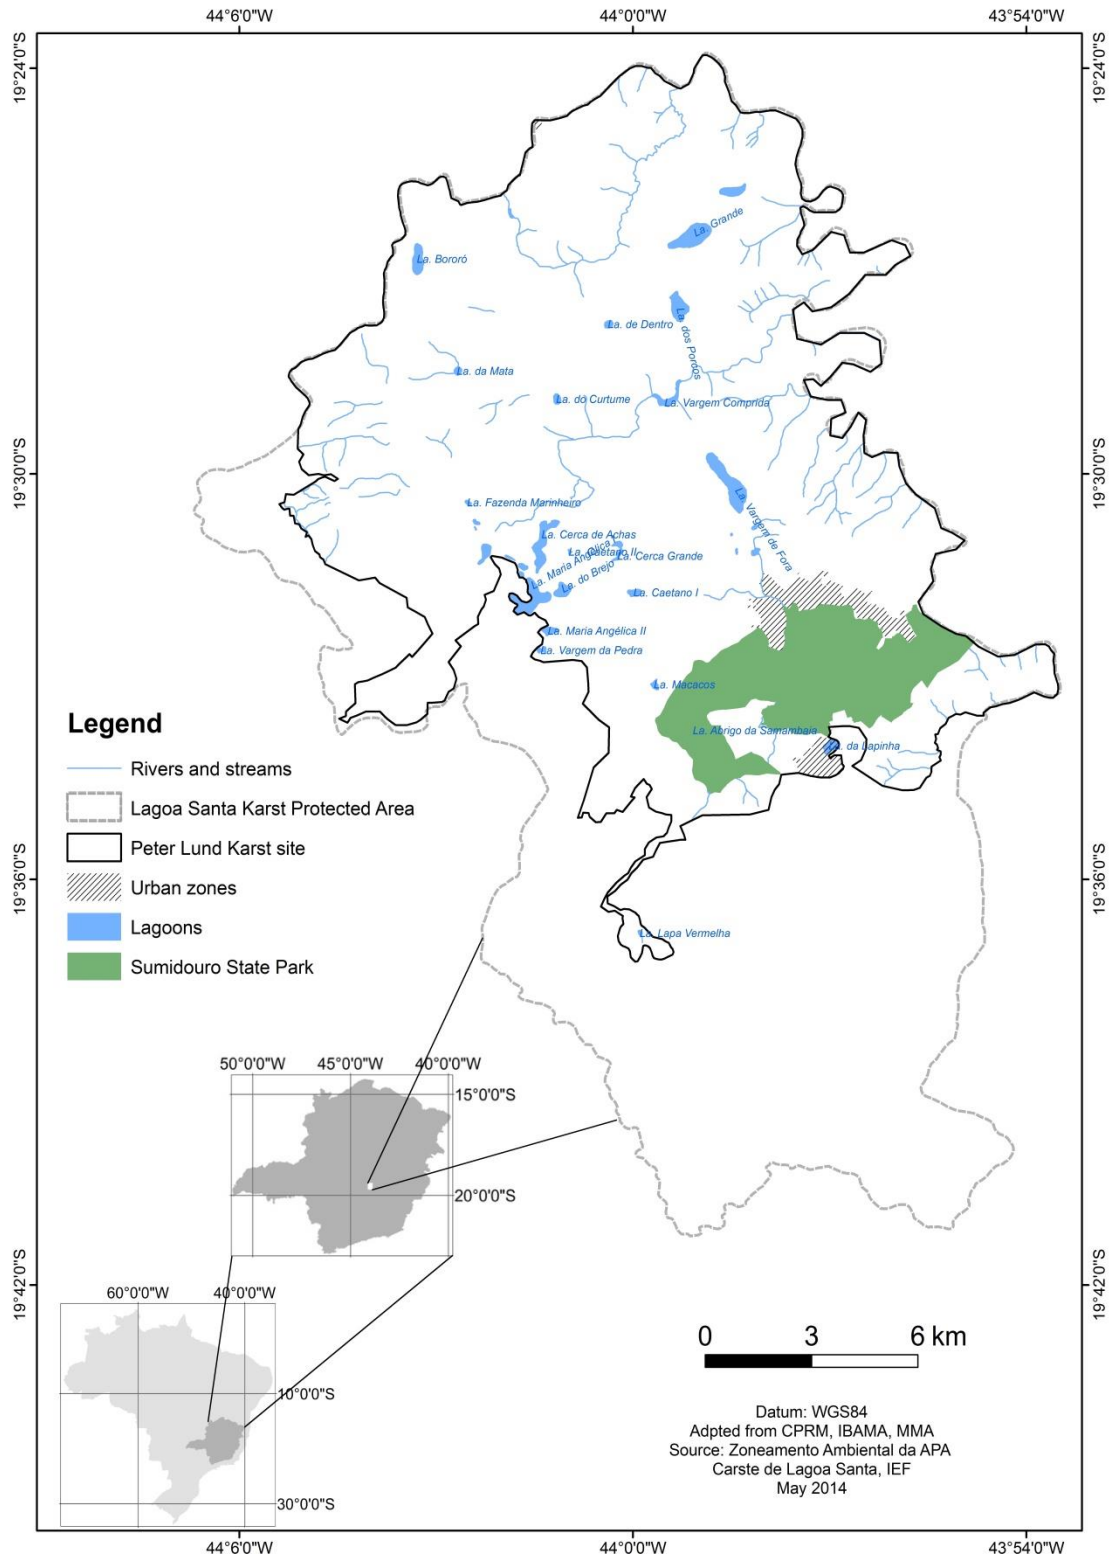 44°6'0"W
44°0'0"W
43°54'0"W
19°24'0"S
19°24'0"S
La. Grande
La. Bororó
La. dos Porcos
La. de Dentro
La. da Mata
La. do Curtume
La. Vargem Comprida
19°30'0"S
19°30'0"S
La. Vargem de Fora
La. Fazenda Marinheiro
La. Cerca de Achas
La. Caetano II
La. Cerca Grande
La. Maria Angélica I
La. do Brejo
La. Caetano I
La. Maria Angélica II
La. Vargem da Pedra
La. Macacos
La. Abrigo da Samambaia
La. da Lapinha
Legend
Rivers and streams
Lagoa Santa Karst Protected Area
Peter Lund Karst site
Urban zones
Lagoons
Sumidouro State Park
19°36'0"S
19°36'0"S
La. Lapa Vermelha
50°0'0"W
45°0'0"W
40°0'0"W
15°0'0"S
20°0'0"S
19°42'0"S
19°42'0"S
60°0'0"W
40°0'0"W
10°0'0"S
30°0'0"S
0 3 6 km
Datum: WGS84
Adpted from CPRM, IBAMA, MMA
Source: Zoneamento Ambiental da APA
Carste de Lagoa Santa, IEF
May 2014
44°6'0"W
44°0'0"W
43°54'0"W